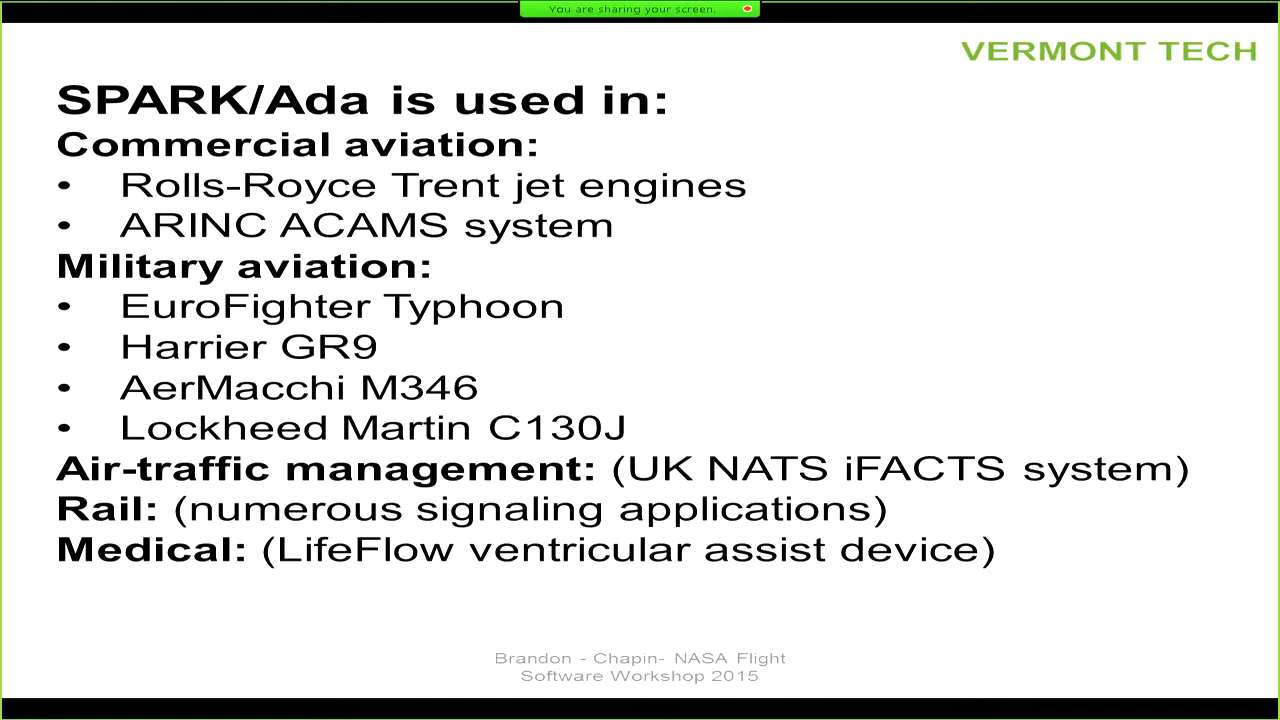 You are sharing your screen.
VERMONT TECH
SPARK/Ada is used in:
Commercial aviation:
• Rolls-Royce Trent jet engines
• ARINC ACAMS system
Military aviation:
• EuroFighter Typhoon
• Harrier GR9
• AerMacchi M346
• Lockheed Martin C130J
Air-traffic management: (UK NATS iFACTS system)
Rail: (numerous signaling applications)
Medical: (LifeFlow ventricular assist device)
Brandon - Chapin- NASA Flight
Software Workshop 2015